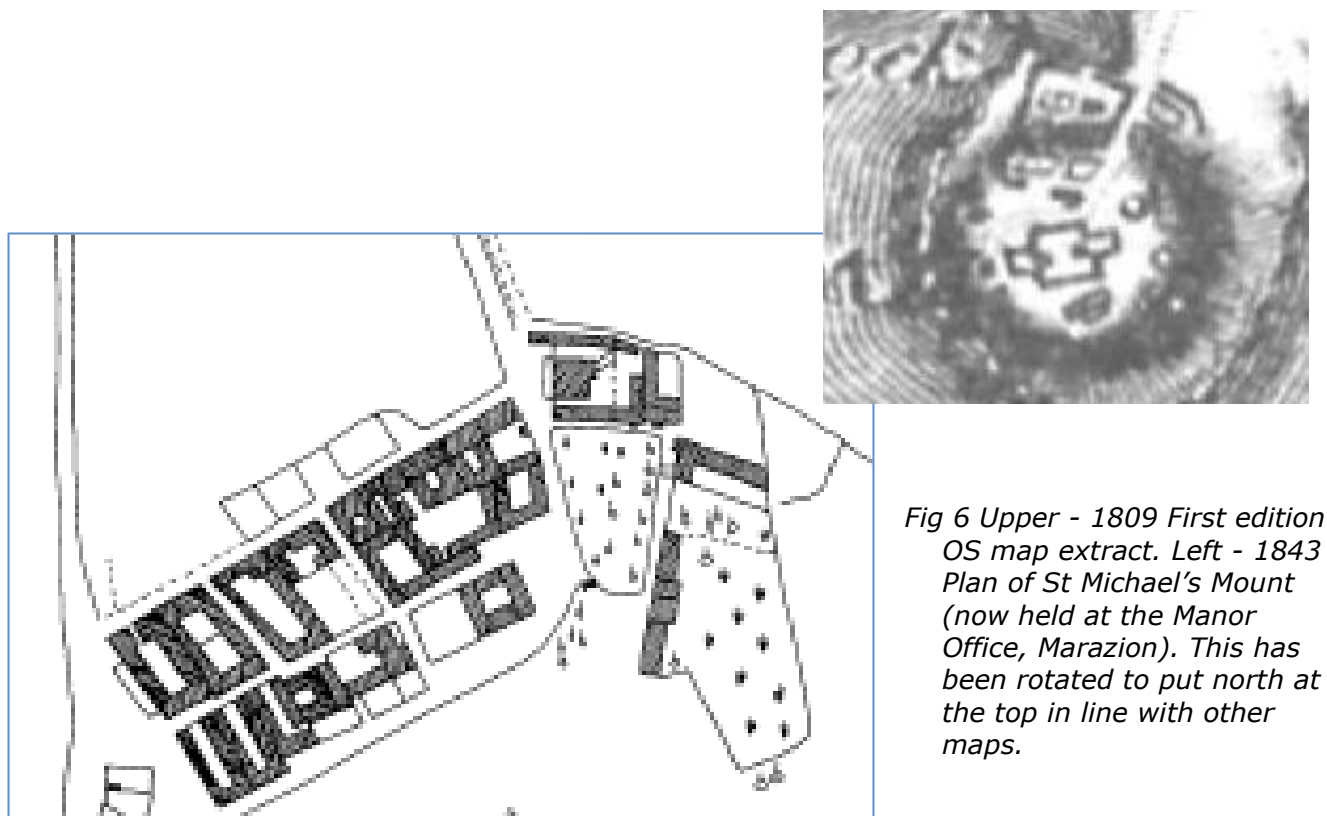 Fig 6 Upper - 1809 First edition
OS map extract. Left - 1843
Plan of St Michael's Mount
(now held at the Manor
Office, Marazion). This has
been rotated to put north at
the top in line with other
maps.